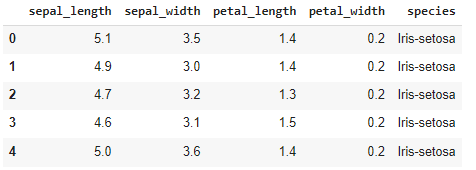 sepal_length sepal_width petal_length petal_width species
0 5.1 3.5 1.4 0.2 Iris-setosa
1 4.9 3.0 1.4 0.2 Iris-setosa
2 4.7 3.2 1.3 0.2 Iris-setosa
3 4.6 3.1 1.5 0.2 Iris-setosa
4 5.0 3.6 1.4 0.2 Iris-setosa